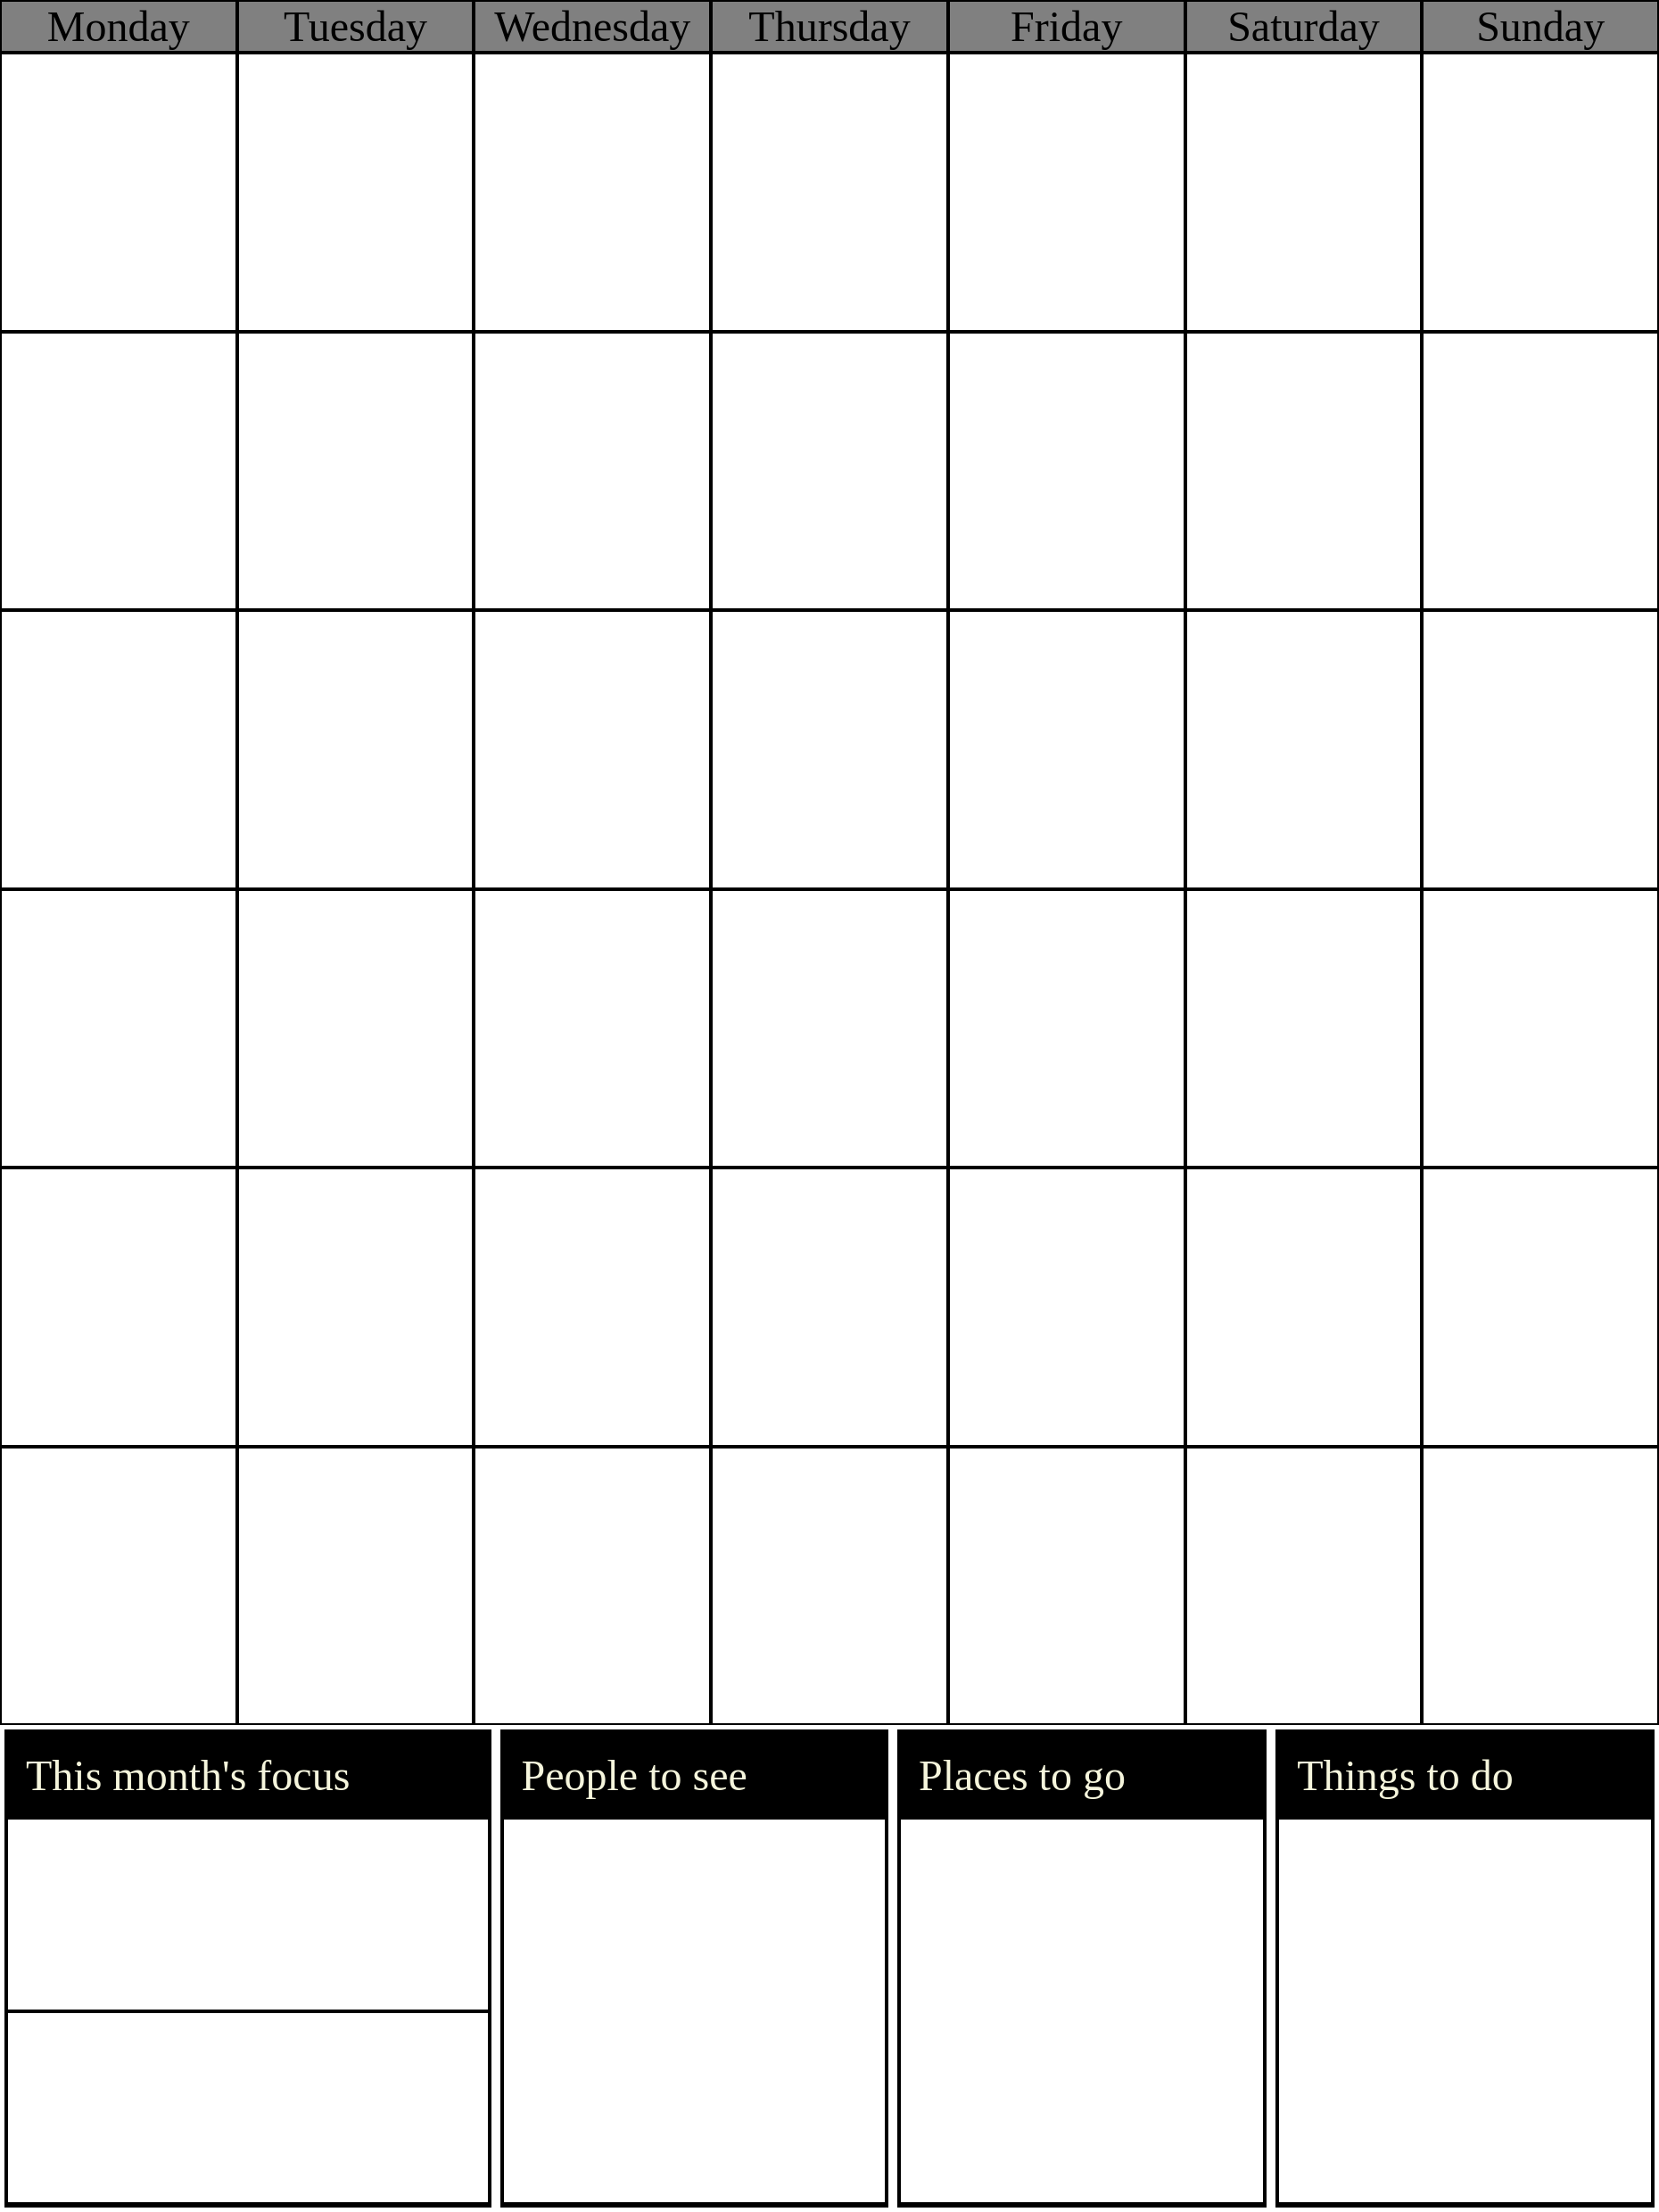 Monday Tuesday Wednesday Thursday Friday Saturday Sunday
This month's focus People to see Places to go Things to do